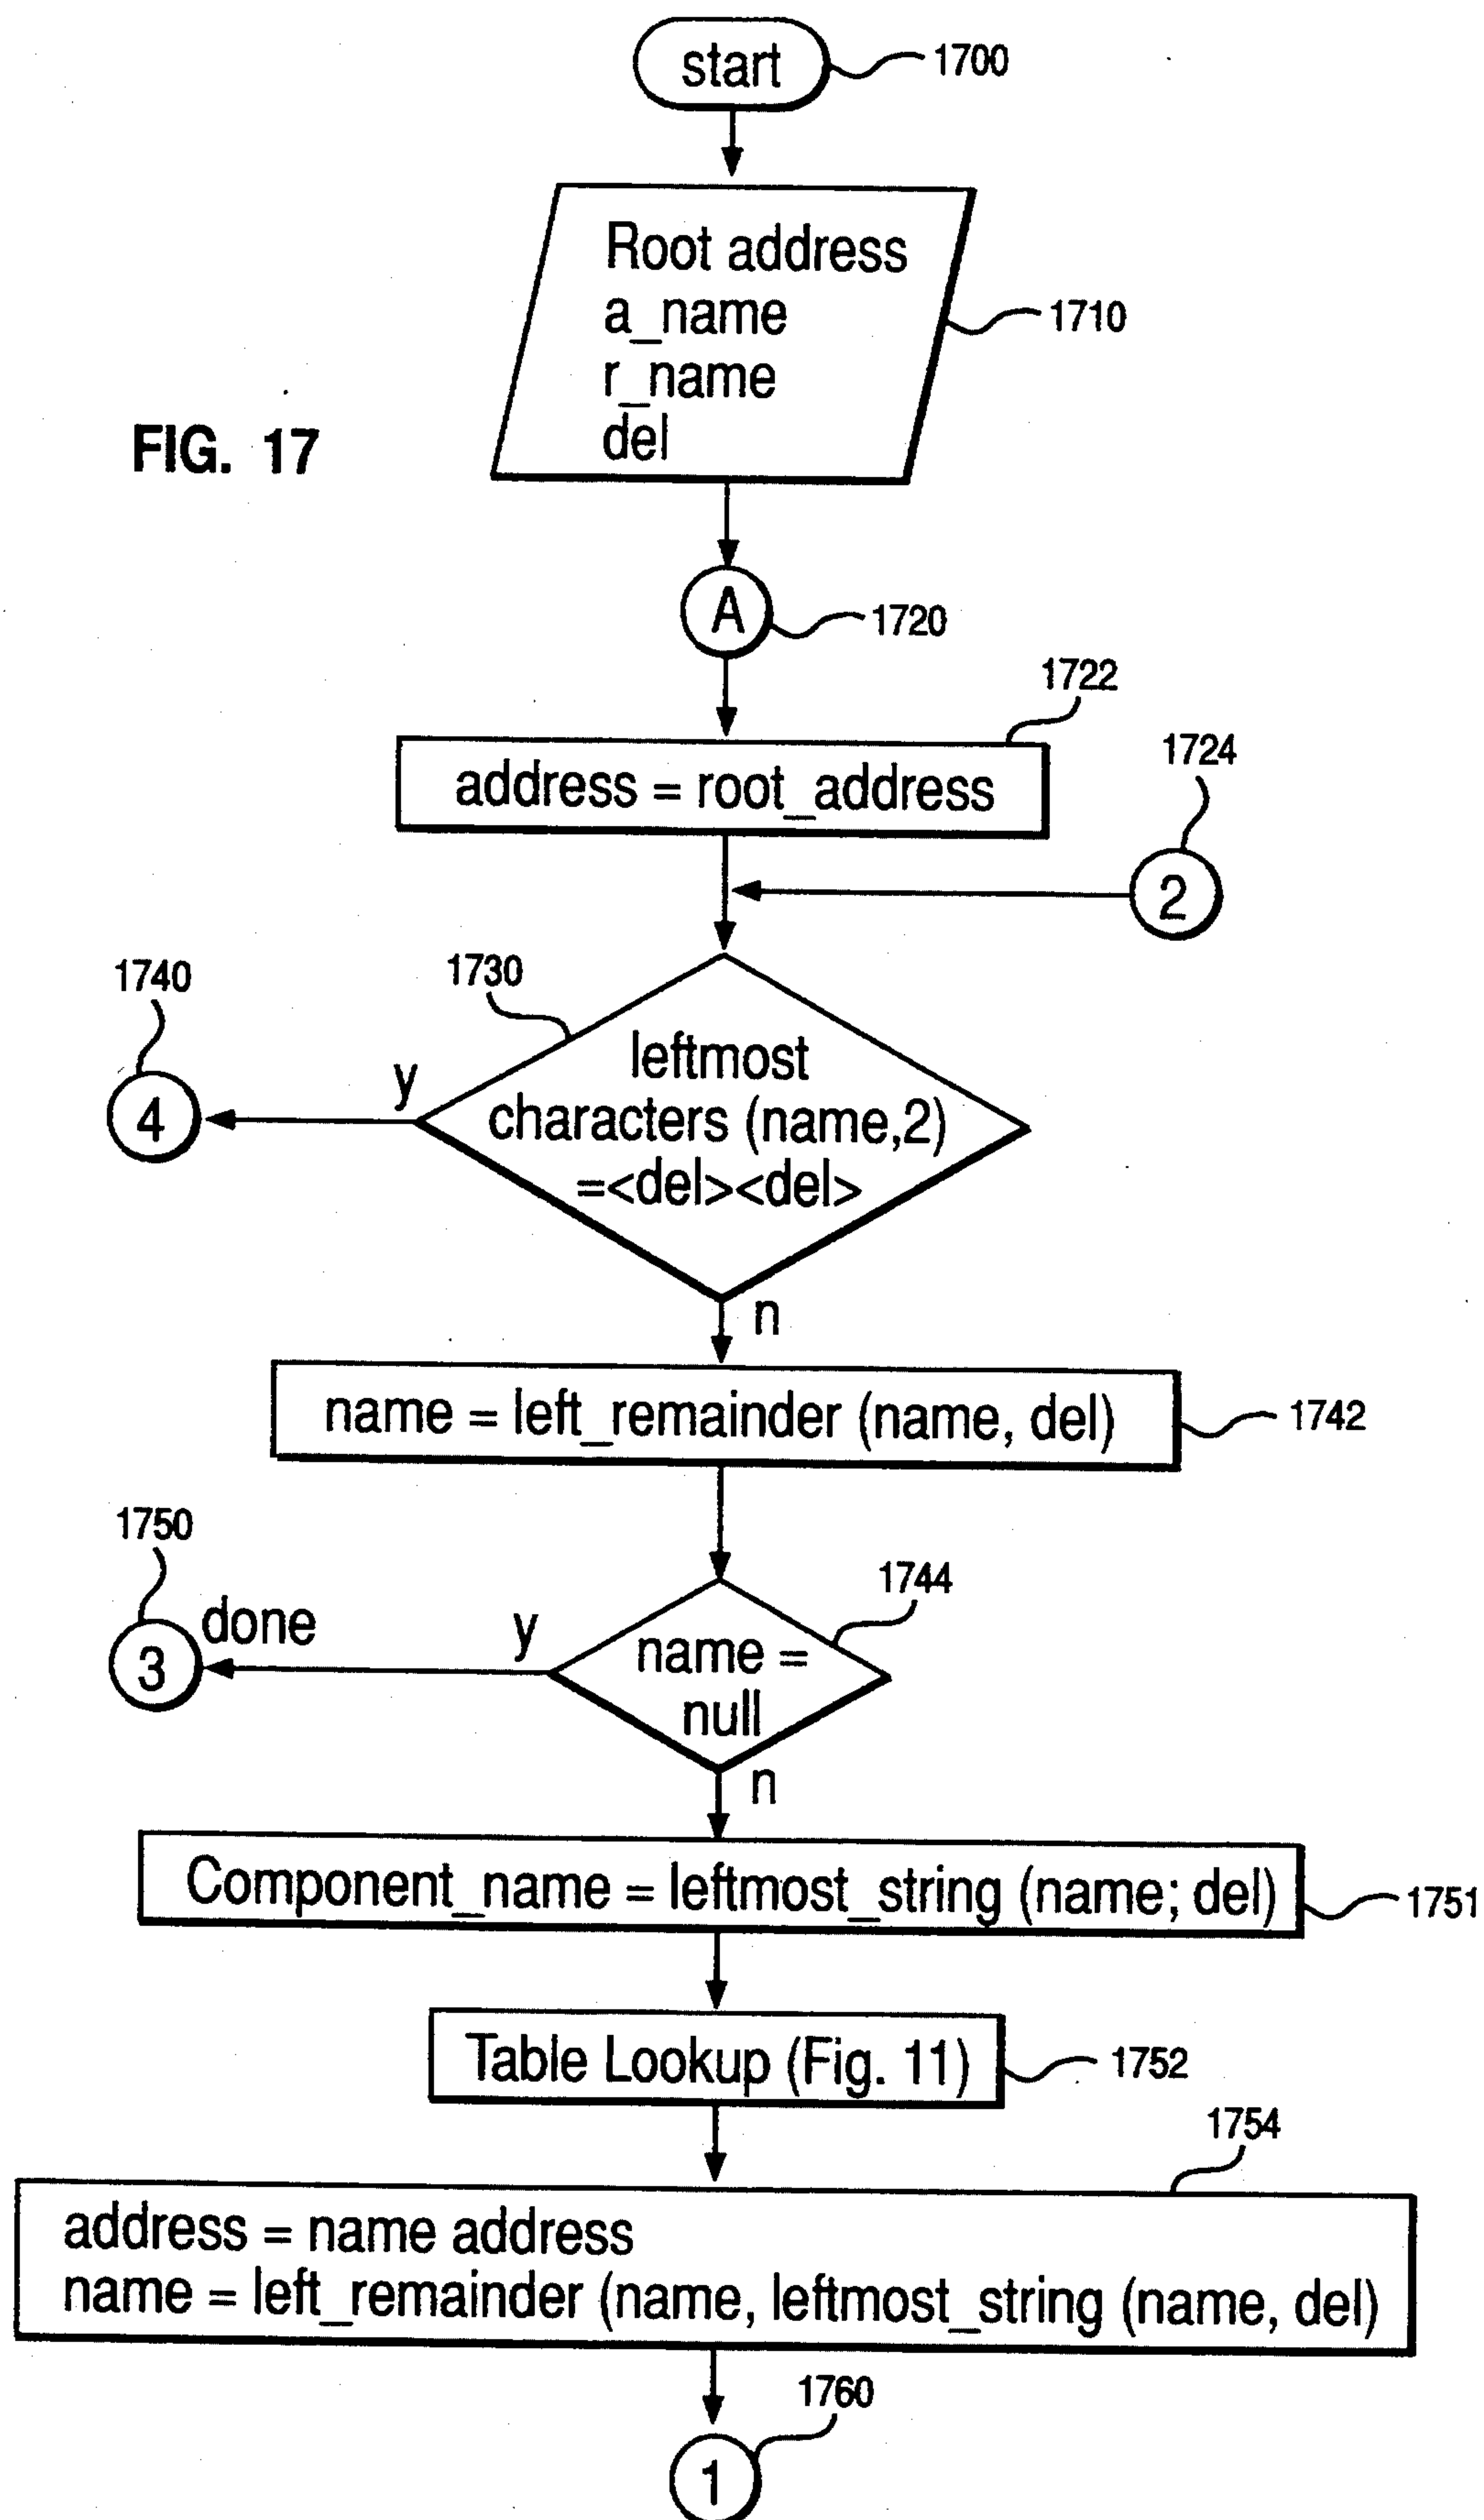 start
1700
Root address
a_name
r_name
del
1710
FIG. 17
A
1720
1722
address = root_address
1724
2
1730
1740
leftmost
characters (name,2)
=<del><del>
y
4
n
name = left_remainder (name, del)
1742
1750
1744
done
y
3
name =
null
n
Component_name = leftmost_string (name; del)
1751
Table Lookup (Fig. 11)
1752
1754
address = name address
name = left_remainder (name, leftmost_string (name, del)
1760
1